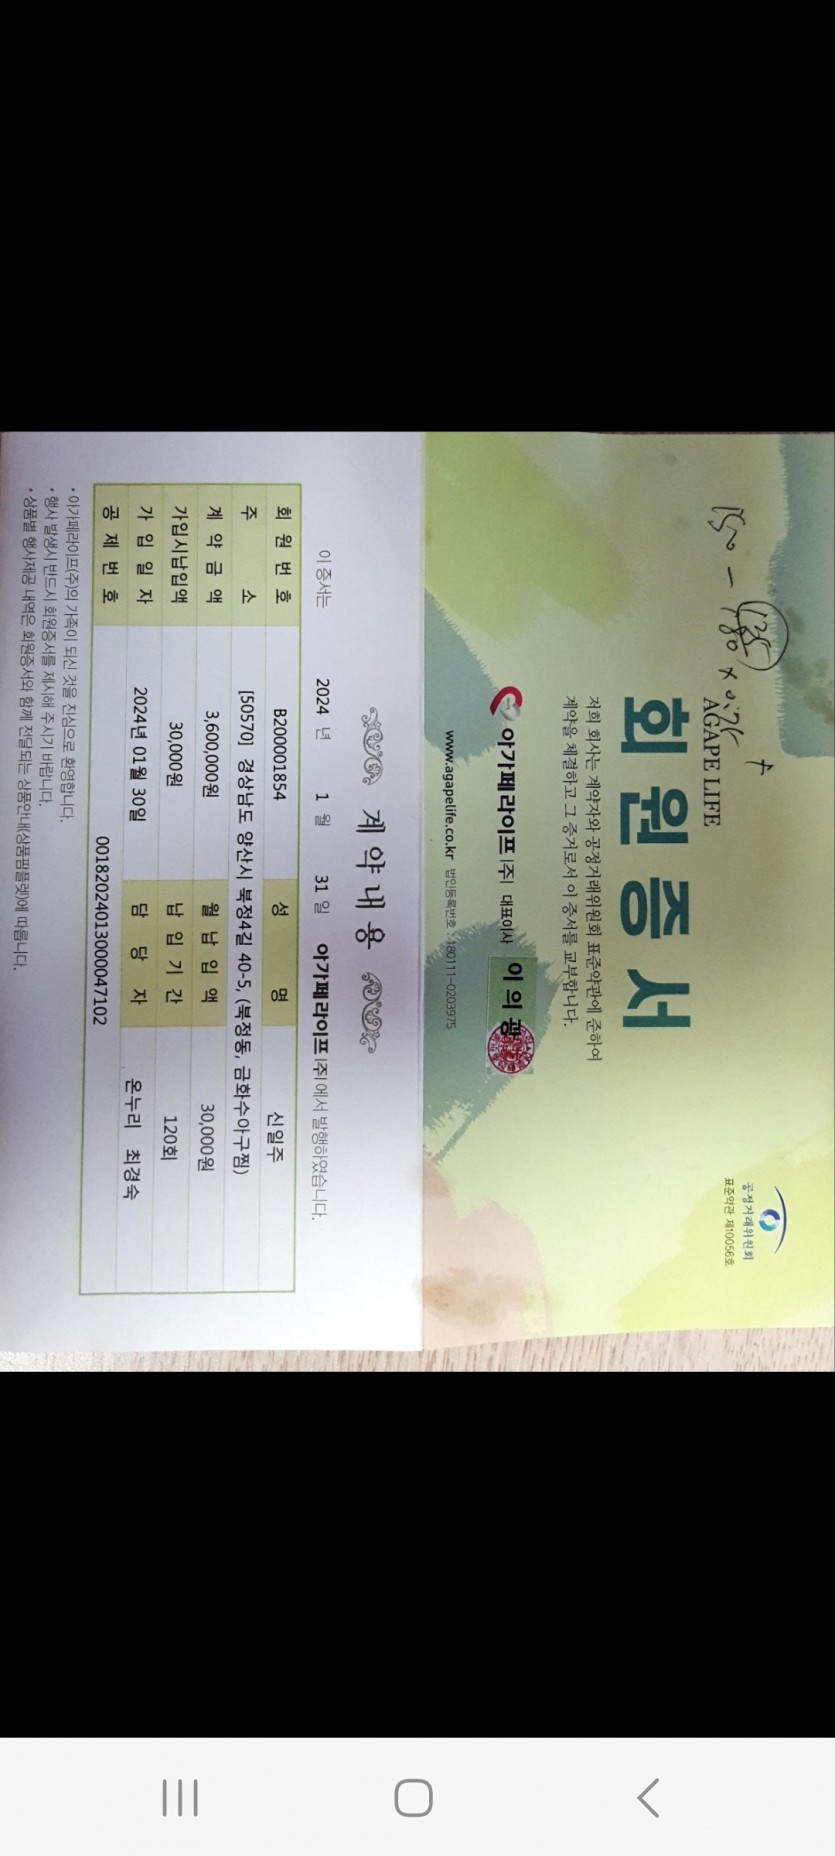 AGAPE LIFE
회원증서
공정거래위원회
표준약관 제10056호
저희 회사는 계약자와 공정거래위원회 표준약관에 준하여
계약을 체결하고 그 증거로서 이 증서를 교부합니다.
아가페라이프|주| 대표이사 이 의 광
www.agapelife.co.kr 법인등록번호 : 180111-0203975
계약내용
이 증서는 2024 년 1 월 31 일 아가페라이프|주|에서 발행하였습니다.
회 원 번 호 B200001854 성 명 신일주
주 소 [50570] 경상남도 양산시 북정4길 40-5, (북정동, 금화수아구찜)
계 약 금 액 3,600,000원 월 납 입 액 30,000원
가입시납입액 30,000원 납 입 기 간 120회
가 입 일 자 2024년 01월 30일 담 당 자 온누리 최경숙
공 제 번 호 00182024013000047102
• 아가페라이프(주)의 가족이 되신 것을 진심으로 환영합니다.
• 행사 발생시 반드시 회원증서를 제시해 주시기 바랍니다.
• 상품별 행사제공 내역은 회원증서와 함께 전달되는 상품안내(상품팜플렛)에 따릅니다.